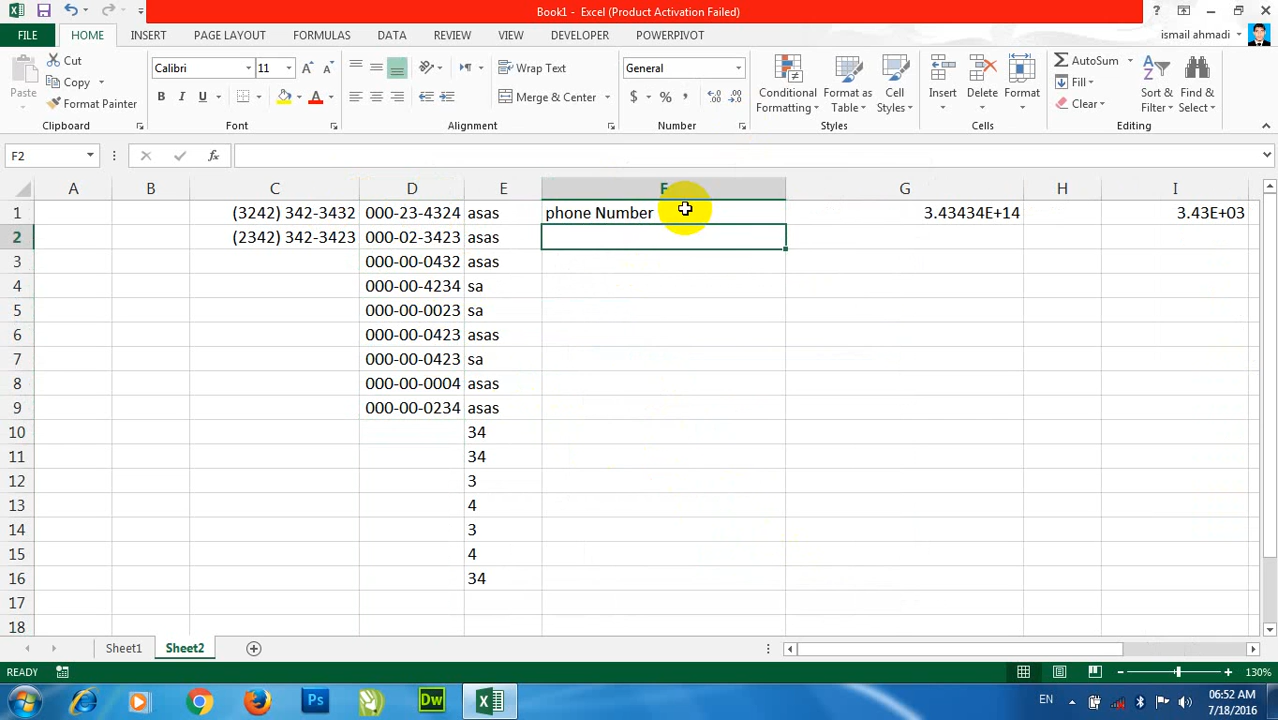 Book1 - Excel (Product Activation Failed)
FILE HOME INSERT PAGE LAYOUT FORMULAS DATA REVIEW VIEW DEVELOPER POWERPIVOT ismail ahmadi
Paste
Cut
Copy
Format Painter
Clipboard
Calibri 11
B I U A
Font
Wrap Text
Merge & Center
Alignment
General
$ % ,
Number
Conditional Formatting
Format as Table
Cell Styles
Styles
Insert
Delete
Format
Cells
AutoSum
Fill
Clear
Sort & Filter
Find & Select
Editing
F2 fx
A B C D E F G H I
1 (3242) 342-3432 000-23-4324 asas phone Number 3.43434E+14 3.43E+03
2 (2342) 342-3423 000-02-3423 asas
3 000-00-0432 asas
4 000-00-4234 sa
5 000-00-0023 sa
6 000-00-0423 asas
7 000-00-0423 sa
8 000-00-0004 asas
9 000-00-0234 asas
10 34
11 34
12 3
13 4
14 3
15 4
16 34
17
18
Sheet1 Sheet2
READY 130%
Ps Dw EN 06:52 AM
7/18/2016